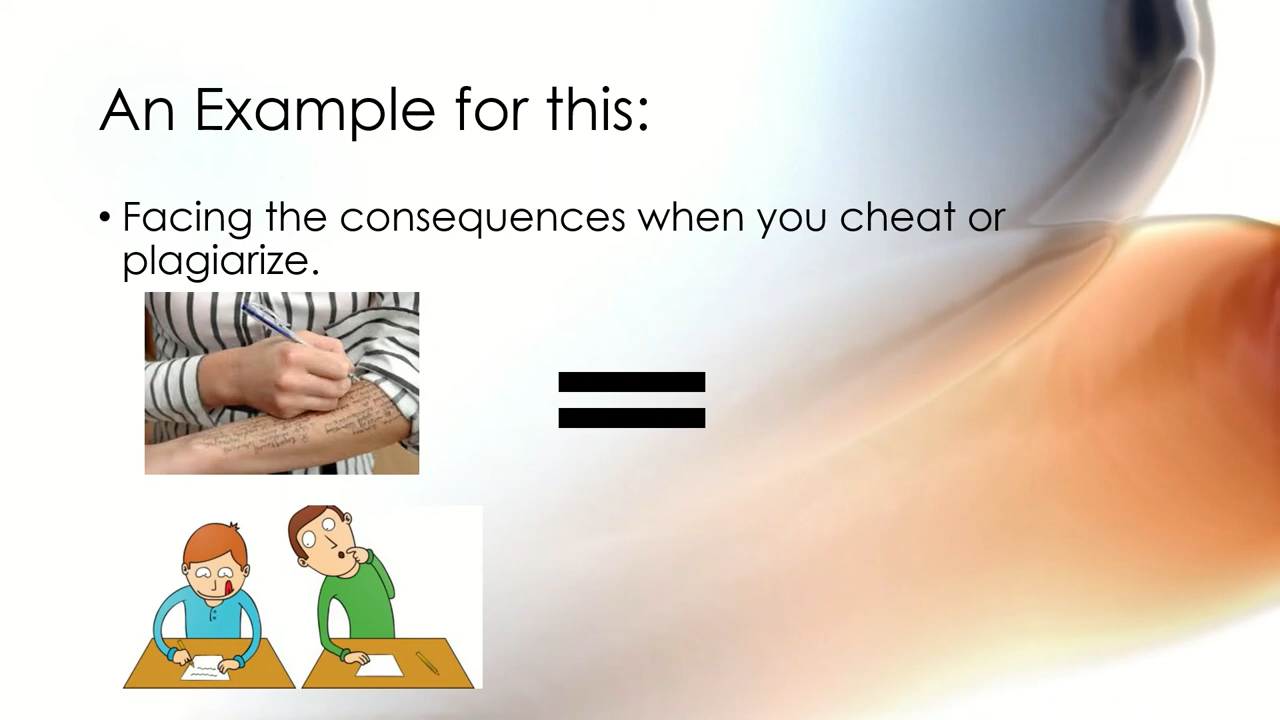 An Example for this:
• Facing the consequences when you cheat or
plagiarize.